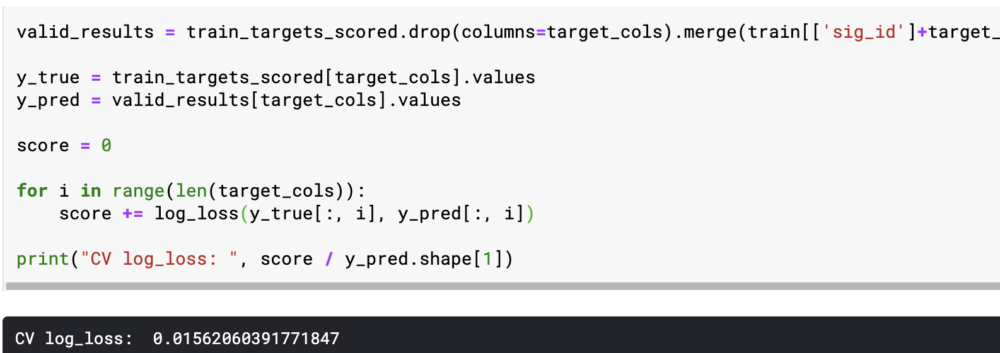 valid_results = train_targets_scored.drop(columns=target_cols).merge(train[['sig_id']+target_
y_true = train_targets_scored[target_cols].values
y_pred = valid_results[target_cols].values
score = 0
for i in range(len(target_cols)):
    score += log_loss(y_true[:, i], y_pred[:, i])
print("CV log_loss: ", score / y_pred.shape[1])
CV log_loss:  0.01562060391771847